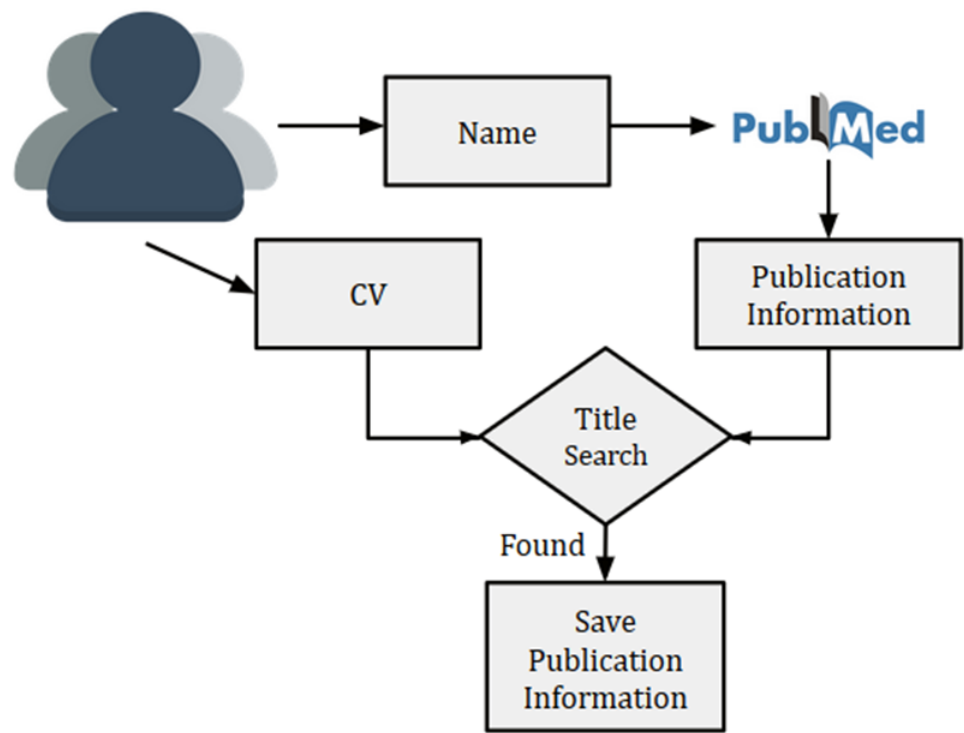 Name
PubMed
CV
Publication
Information
Title
Search
Found
Save
Publication
Information